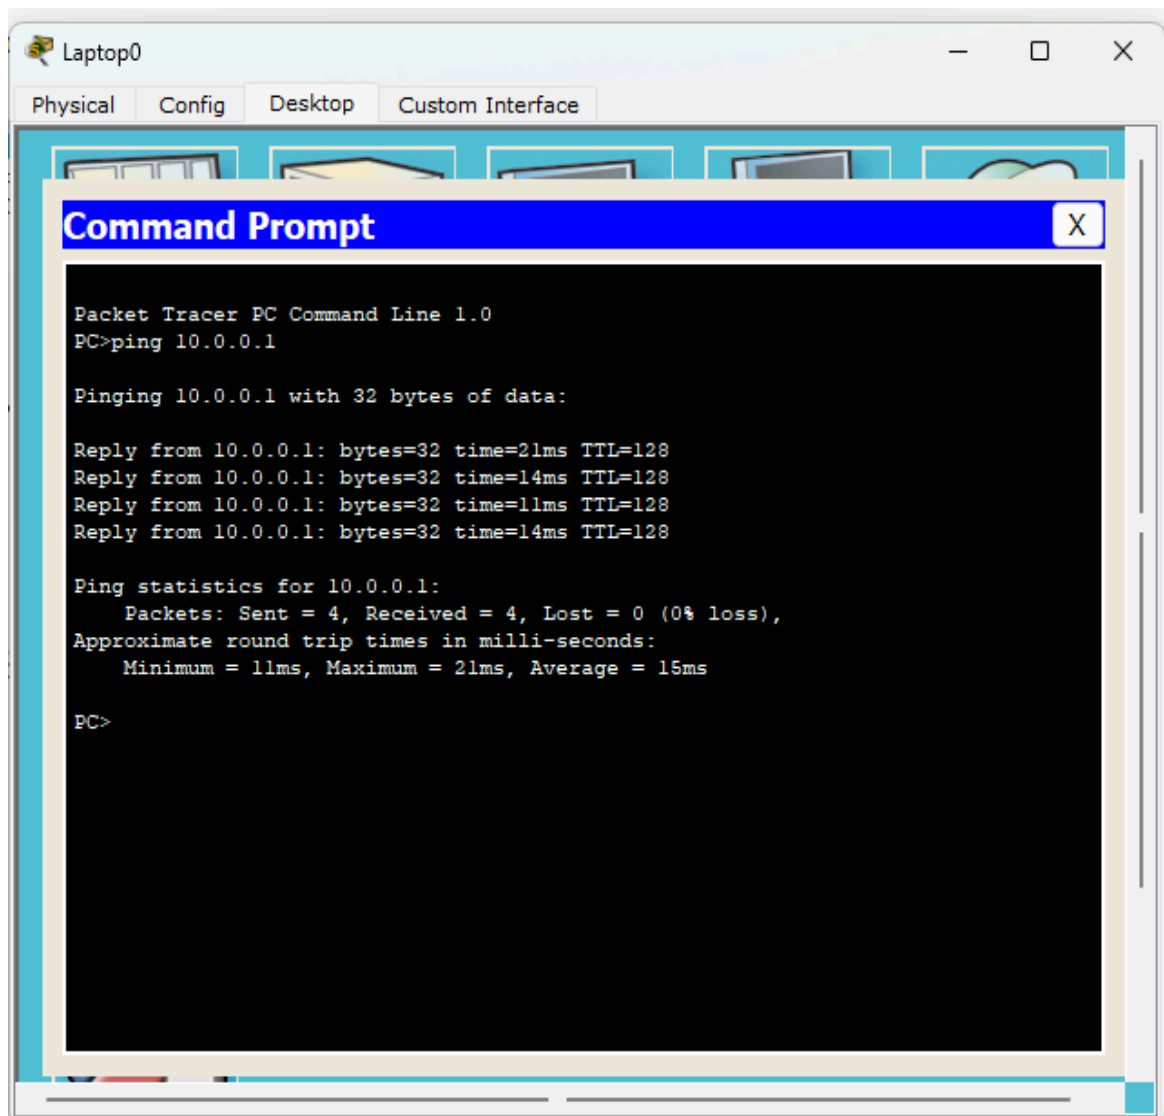 Laptop0
Physical Config Desktop Custom Interface
Command Prompt X
Packet Tracer PC Command Line 1.0
PC>ping 10.0.0.1
Pinging 10.0.0.1 with 32 bytes of data:
Reply from 10.0.0.1: bytes=32 time=21ms TTL=128
Reply from 10.0.0.1: bytes=32 time=14ms TTL=128
Reply from 10.0.0.1: bytes=32 time=11ms TTL=128
Reply from 10.0.0.1: bytes=32 time=14ms TTL=128
Ping statistics for 10.0.0.1:
Packets: Sent = 4, Received = 4, Lost = 0 (0% loss),
Approximate round trip times in milli-seconds:
Minimum = 11ms, Maximum = 21ms, Average = 15ms
PC>